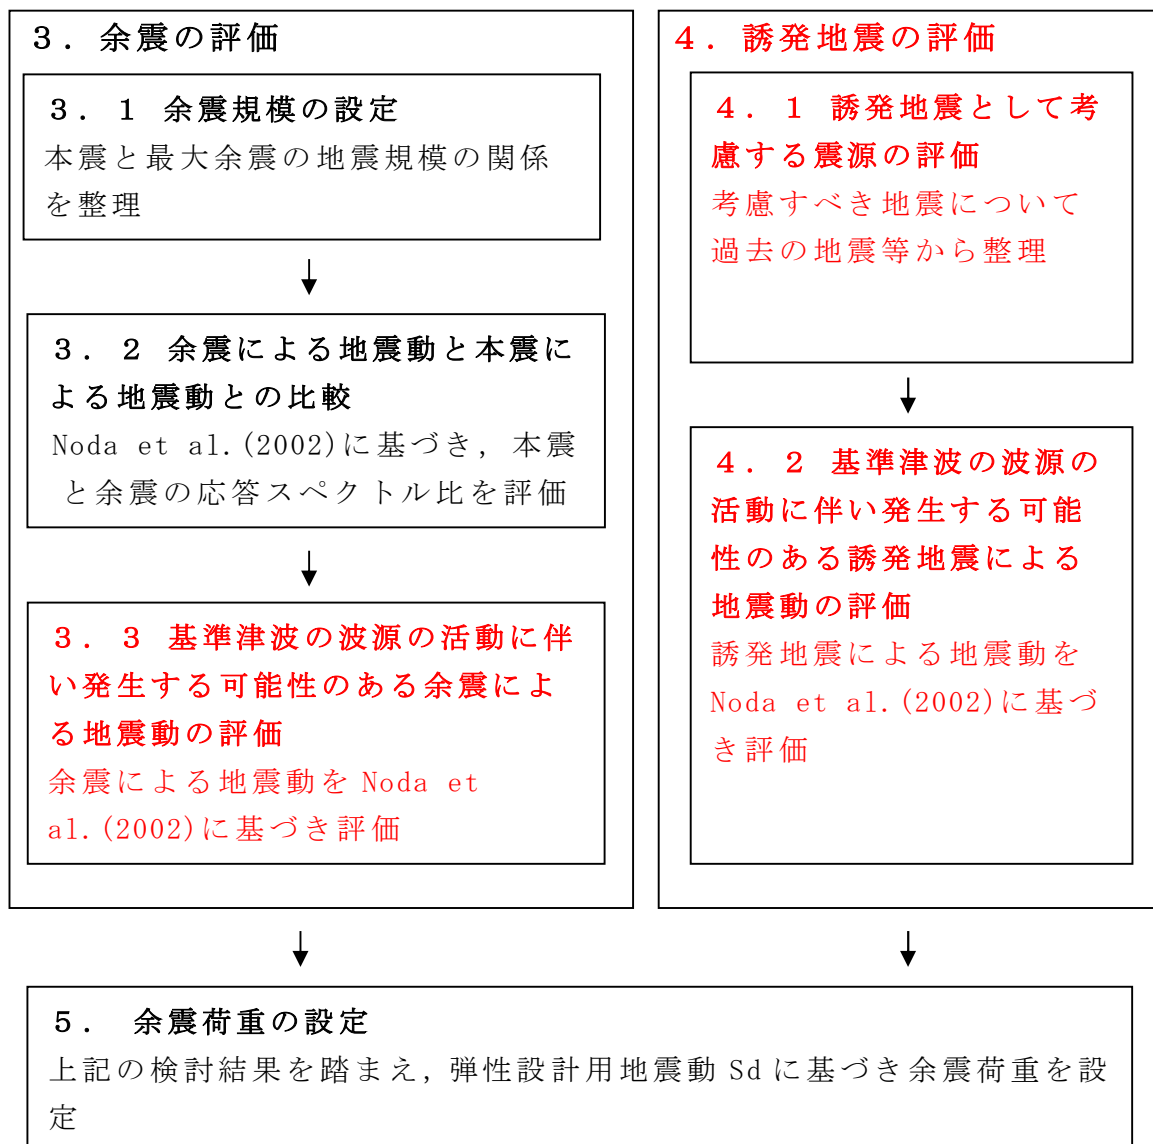 ３．余震の評価
３．１ 余震規模の設定
本震と最大余震の地震規模の関係
を整理
３．２ 余震による地震動と本震に
よる地震動との比較
Noda et al.(2002)に基づき，本震
と余震の応答スペクトル比を評価
３．３ 基準津波の波源の活動に伴
い発生する可能性のある余震によ
る地震動の評価
余震による地震動を Noda et
al.(2002)に基づき評価
４．誘発地震の評価
４．１ 誘発地震として考
慮する震源の評価
考慮すべき地震について
過去の地震等から整理
４．２ 基準津波の波源の
活動に伴い発生する可能
性のある誘発地震による
地震動の評価
誘発地震による地震動を
Noda et al.(2002)に基づ
き評価
５． 余震荷重の設定
上記の検討結果を踏まえ，弾性設計用地震動 Sd に基づき余震荷重を設
定